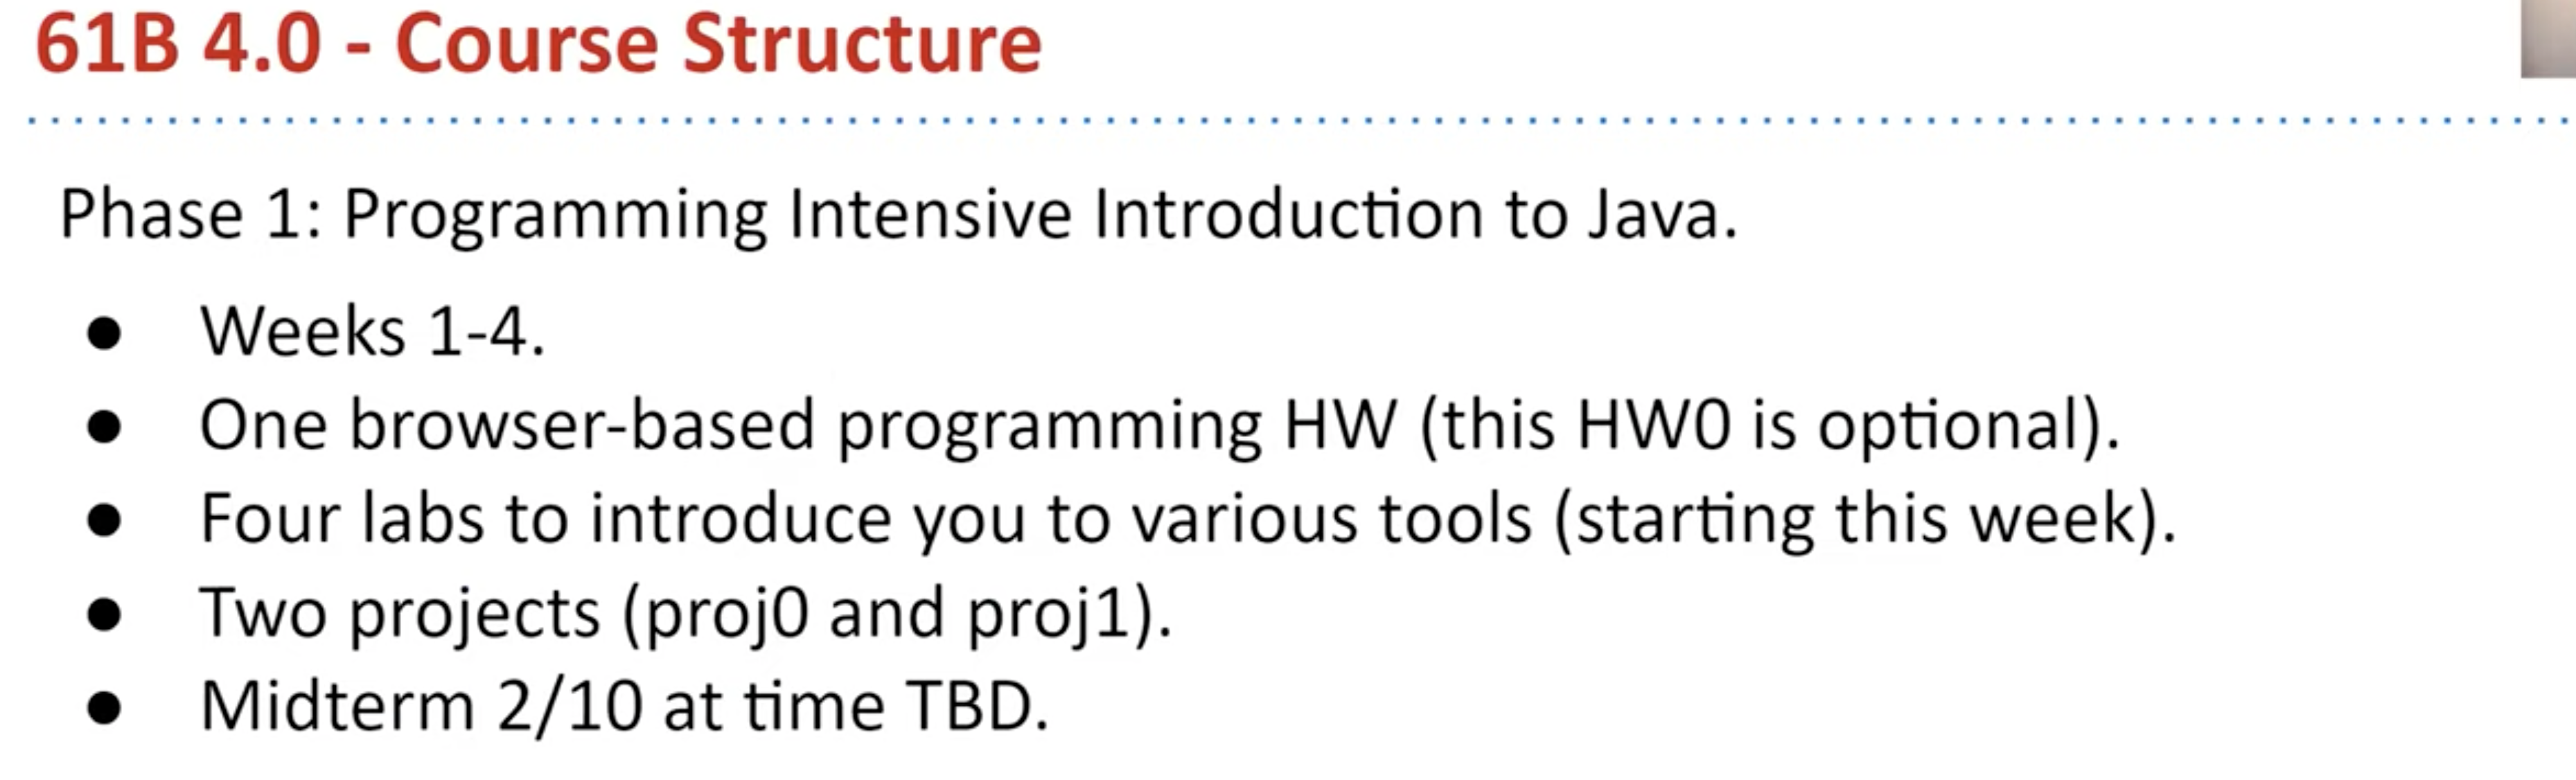 61B 4.0 - Course Structure
Phase 1: Programming Intensive Introduction to Java.
● Weeks 1-4.
● One browser-based programming HW (this HW0 is optional).
● Four labs to introduce you to various tools (starting this week).
● Two projects (proj0 and proj1).
● Midterm 2/10 at time TBD.